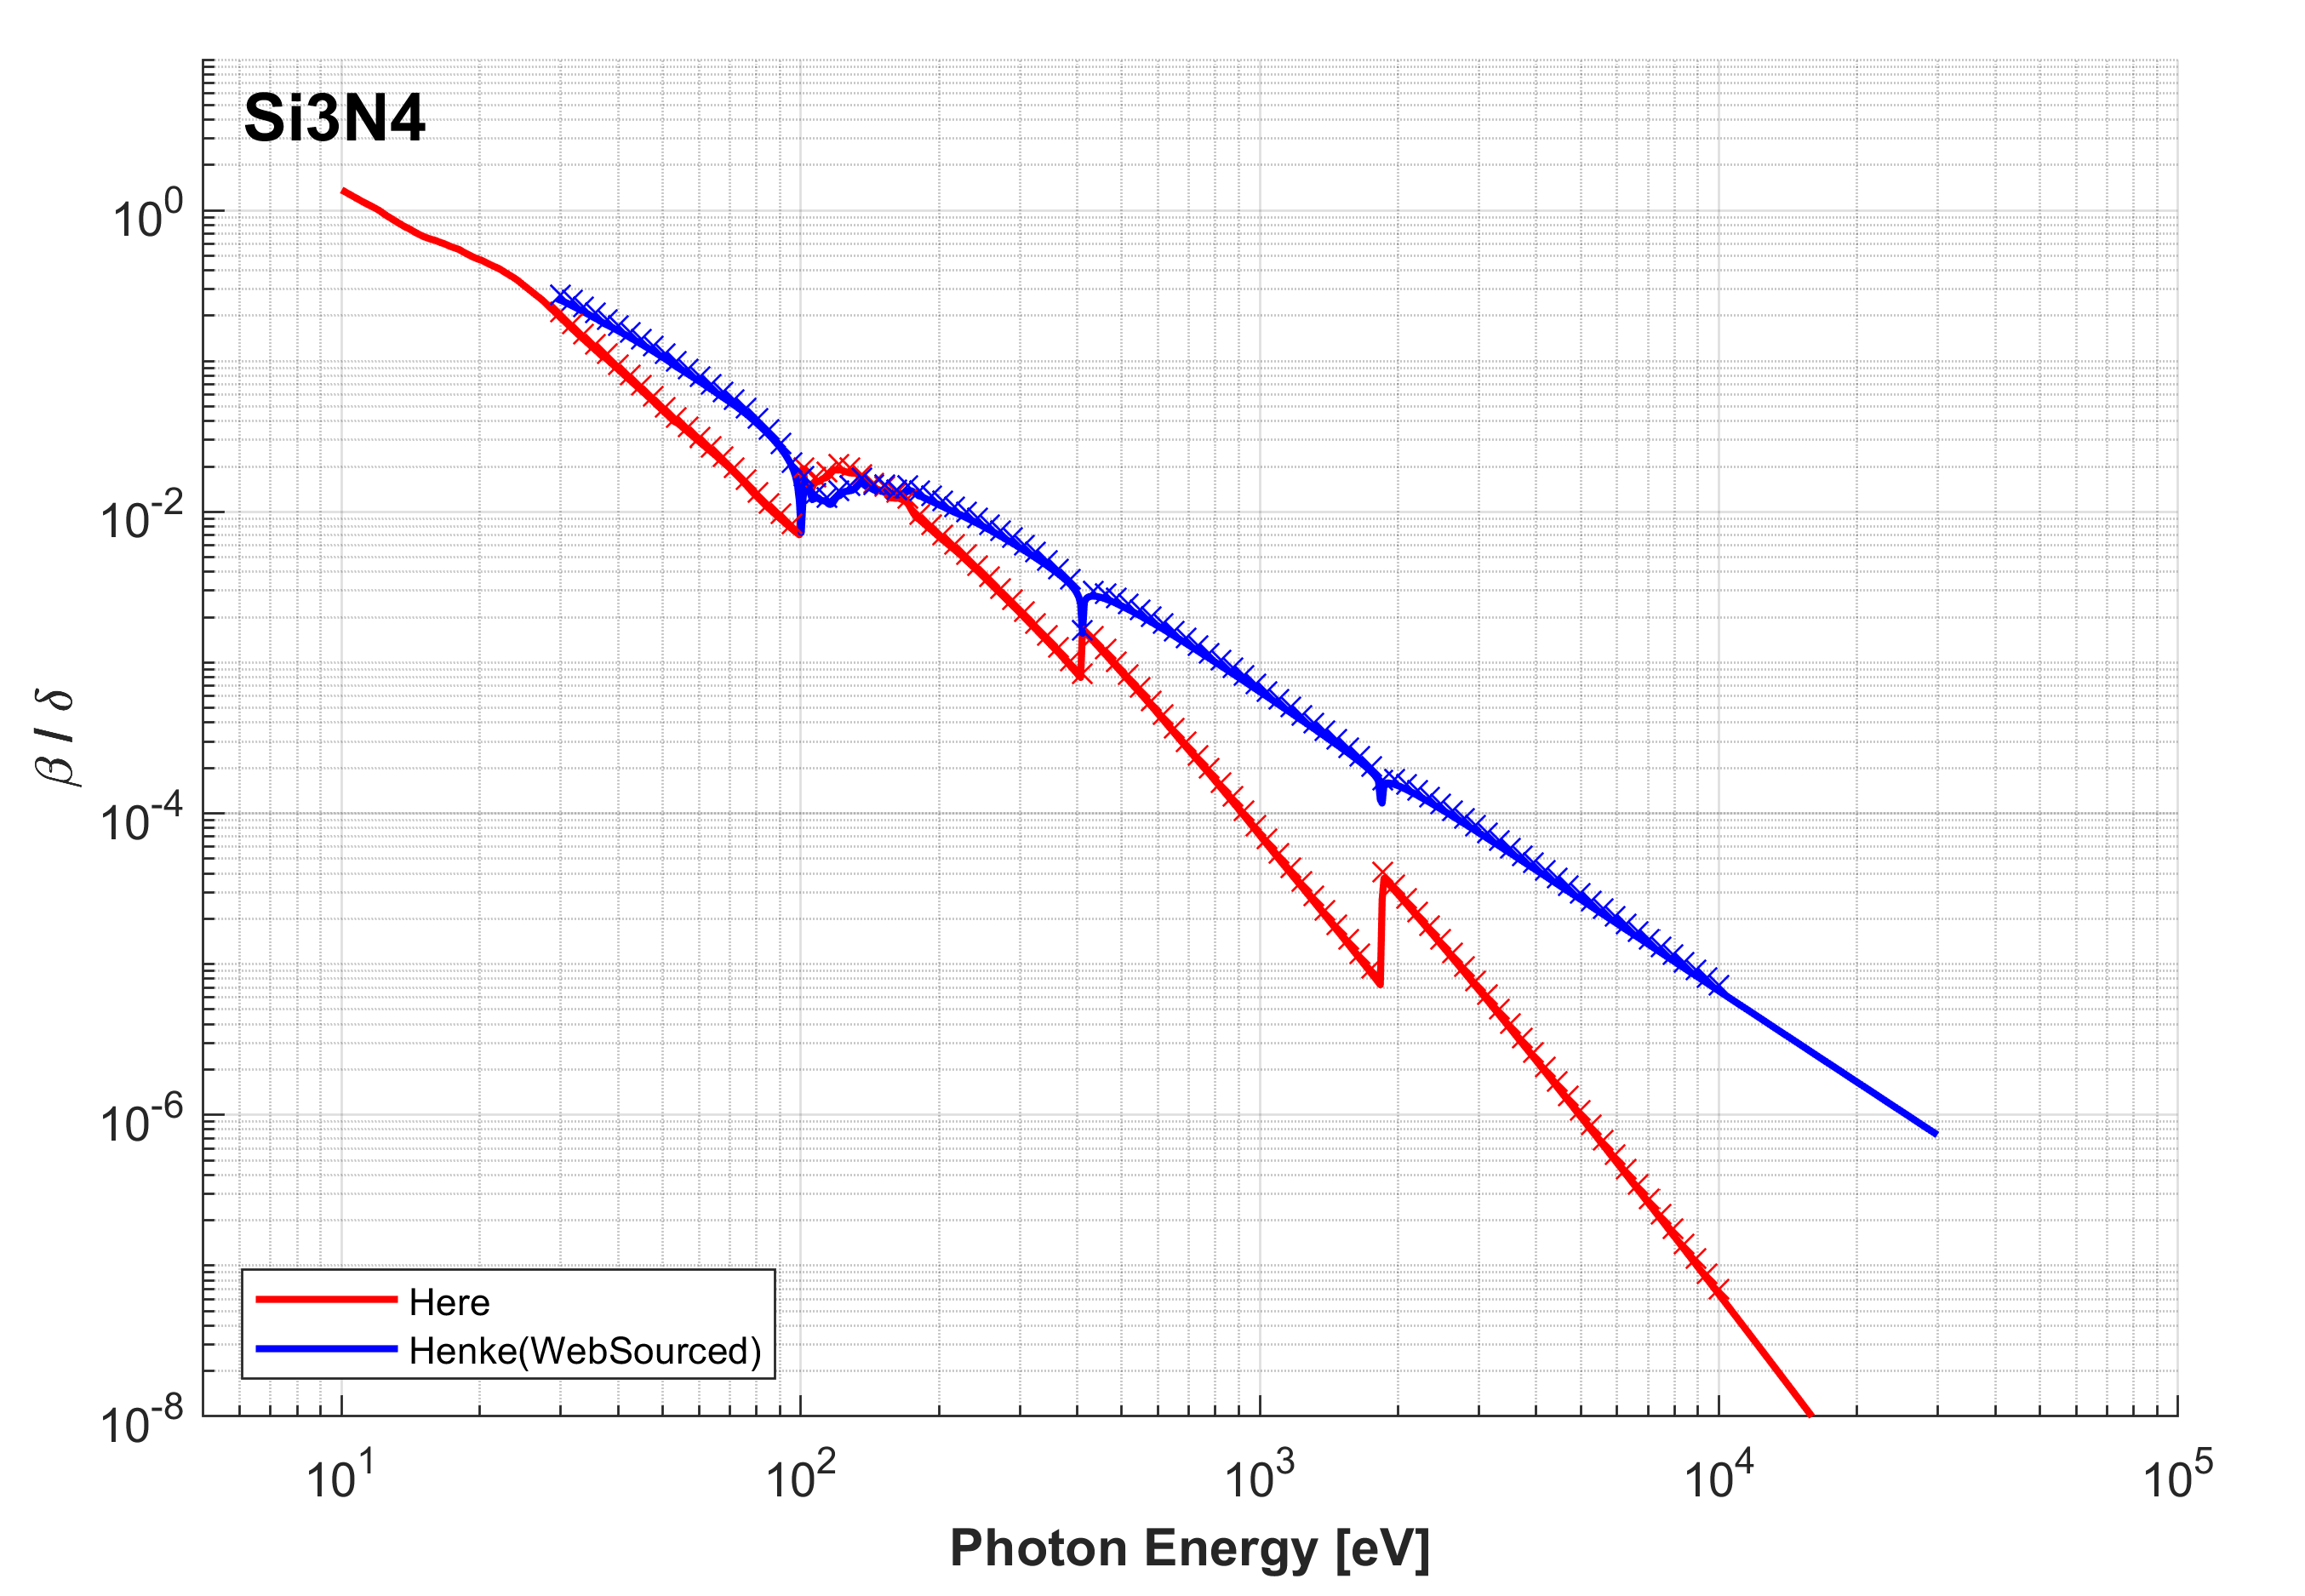 Si3N4
10^0
10^-2
10^-4
10^-6
10^-8
β / δ
Here
Henke(WebSourced)
10^1 10^2 10^3 10^4 10^5
Photon Energy [eV]